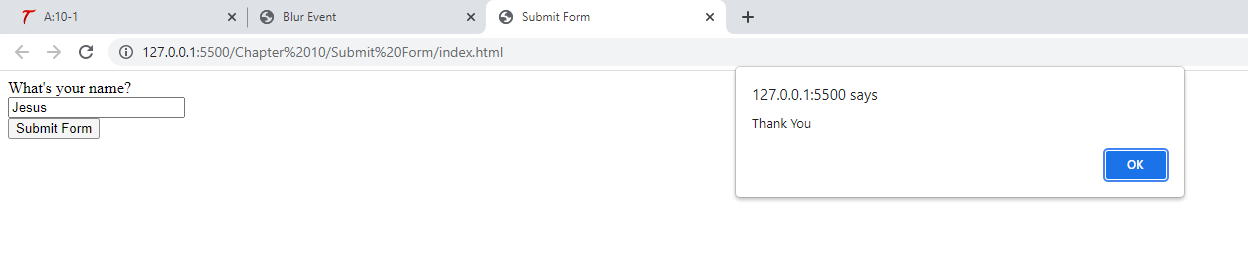 A:10-1
Blur Event
Submit Form
127.0.0.1:5500/Chapter%2010/Submit%20Form/index.html
What's your name?
Jesus
Submit Form
127.0.0.1:5500 says
Thank You
OK